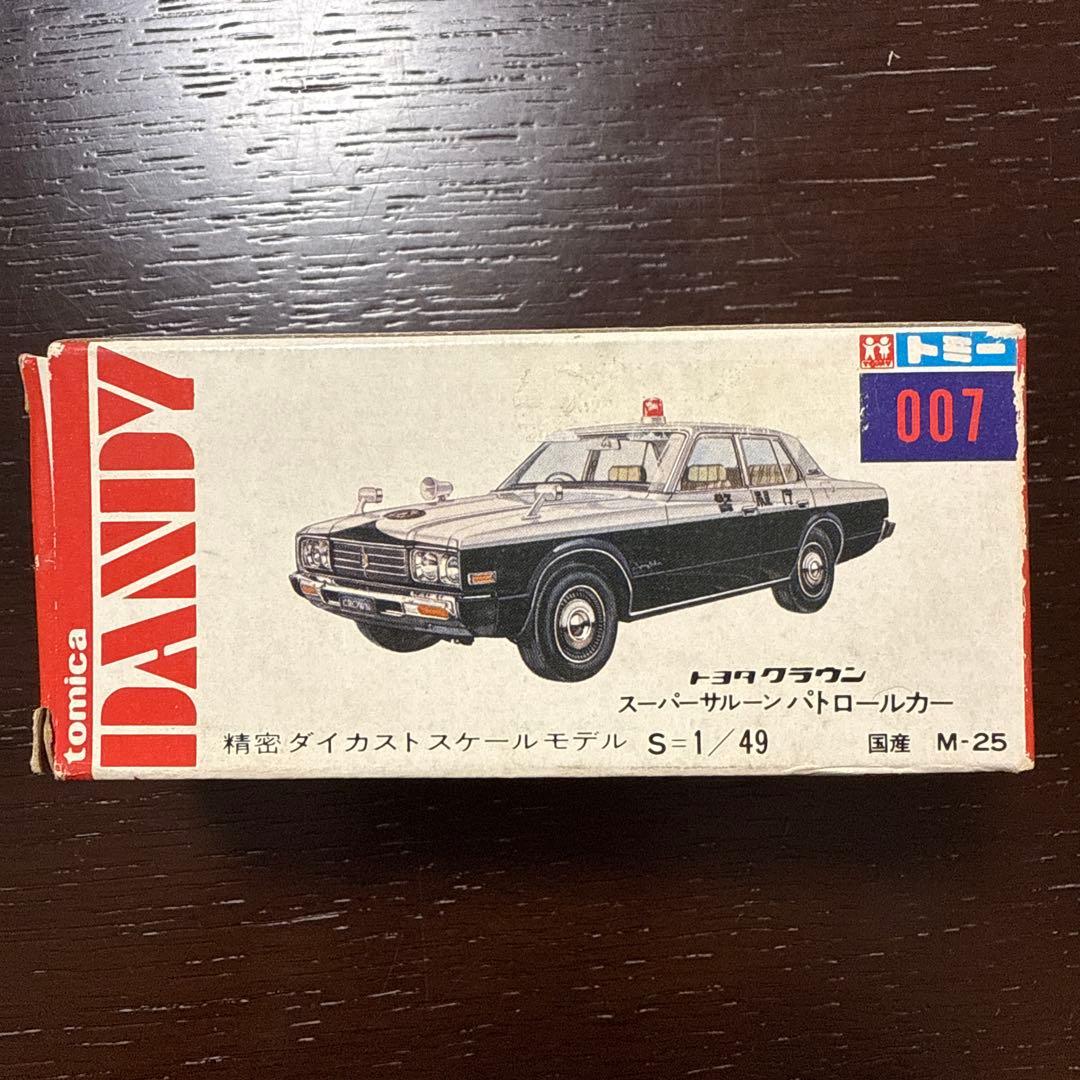 tomica
DANDY
TOMY
トミー
007
警視庁
CROWN
トヨタ クラウン
スーパーサルーン パトロールカー
精密 ダイカスト スケール モデル S=1/49
国産 M-25